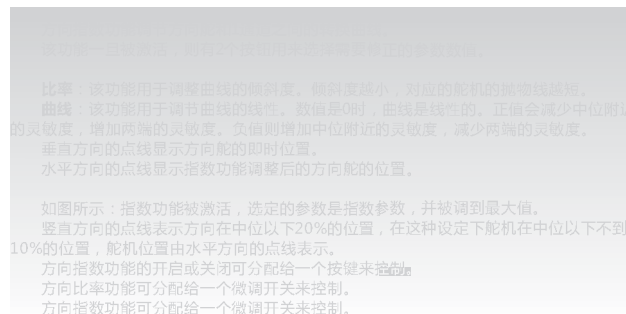 该功能一旦被激活，则有2个按钮用来选择需要修正的参数数值。
比率：该功能用于调整曲线的倾斜度。倾斜度越小，对应的舵机的抛物线越短。
曲线：该功能用于调节曲线的线性。数值是0时，曲线是线性的。正值会减少中位附近
的灵敏度，增加两端的灵敏度。负值则增加中位附近的灵敏度，减少两端的灵敏度。
垂直方向的点线显示方向舵的即时位置。
水平方向的点线显示指数功能调整后的方向舵的位置。
如图所示：指数功能被激活，选定的参数是指数参数，并被调到最大值。
竖直方向的点线表示方向在中位以下20%的位置，在这种设定下舵机在中位以下不到
10%的位置，舵机位置由水平方向的点线表示。
方向指数功能的开启或关闭可分配给一个按键来控制。
方向比率功能可分配给一个微调开关来控制。
方向指数功能可分配给一个微调开关来控制。